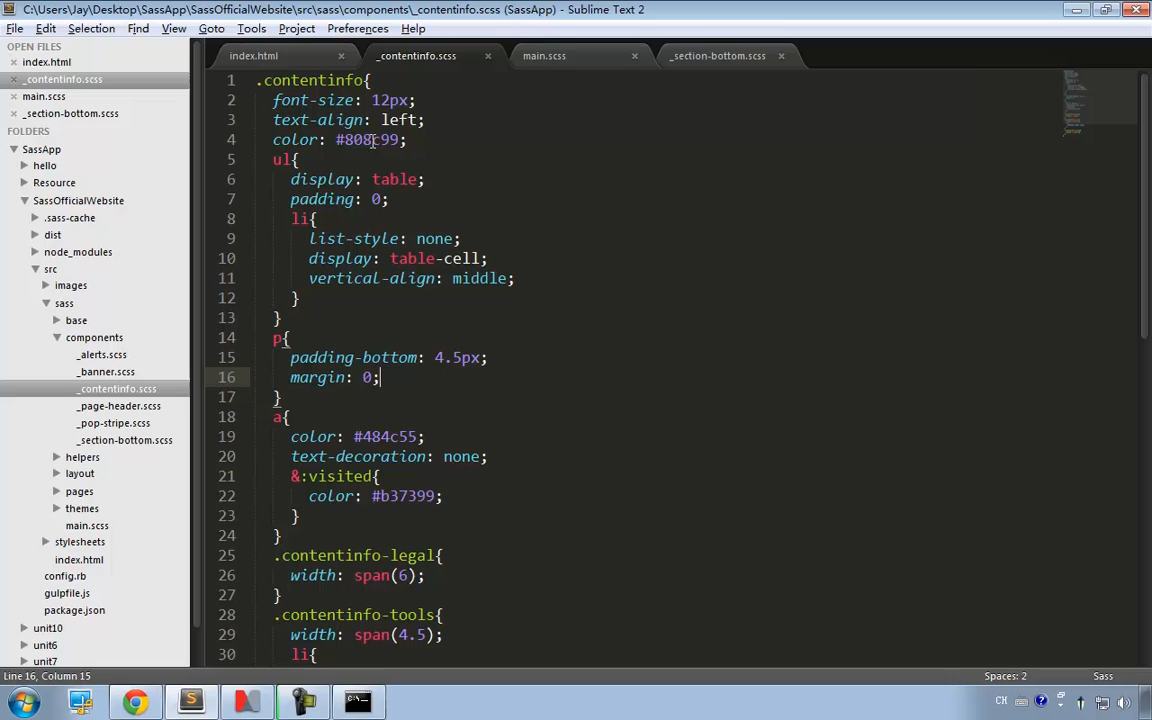 C:\Users\Jay\Desktop\SassApp\SassOfficialWebsite\src\sass\components\_contentinfo.scss (SassApp) - Sublime Text 2
File Edit Selection Find View Goto Tools Project Preferences Help
OPEN FILES
index.html
_contentinfo.scss
main.scss
_section-bottom.scss
FOLDERS
SassApp
hello
Resource
SassOfficialWebsite
.sass-cache
dist
node_modules
src
images
sass
base
components
_alerts.scss
_banner.scss
_contentinfo.scss
_page-header.scss
_pop-stripe.scss
_section-bottom.scss
helpers
layout
pages
themes
main.scss
stylesheets
index.html
config.rb
gulpfile.js
package.json
unit10
unit6
unit7
index.html _contentinfo.scss main.scss _section-bottom.scss
1 .contentinfo{
2 font-size: 12px;
3 text-align: left;
4 color: #808c99;
5 ul{
6 display: table;
7 padding: 0;
8 li{
9 list-style: none;
10 display: table-cell;
11 vertical-align: middle;
12 }
13 }
14 p{
15 padding-bottom: 4.5px;
16 margin: 0;
17 }
18 a{
19 color: #484c55;
20 text-decoration: none;
21 &:visited{
22 color: #b37399;
23 }
24 }
25 .contentinfo-legal{
26 width: span(6);
27 }
28 .contentinfo-tools{
29 width: span(4.5);
30 li{
Line 16, Column 15 Spaces: 2 Sass
CH